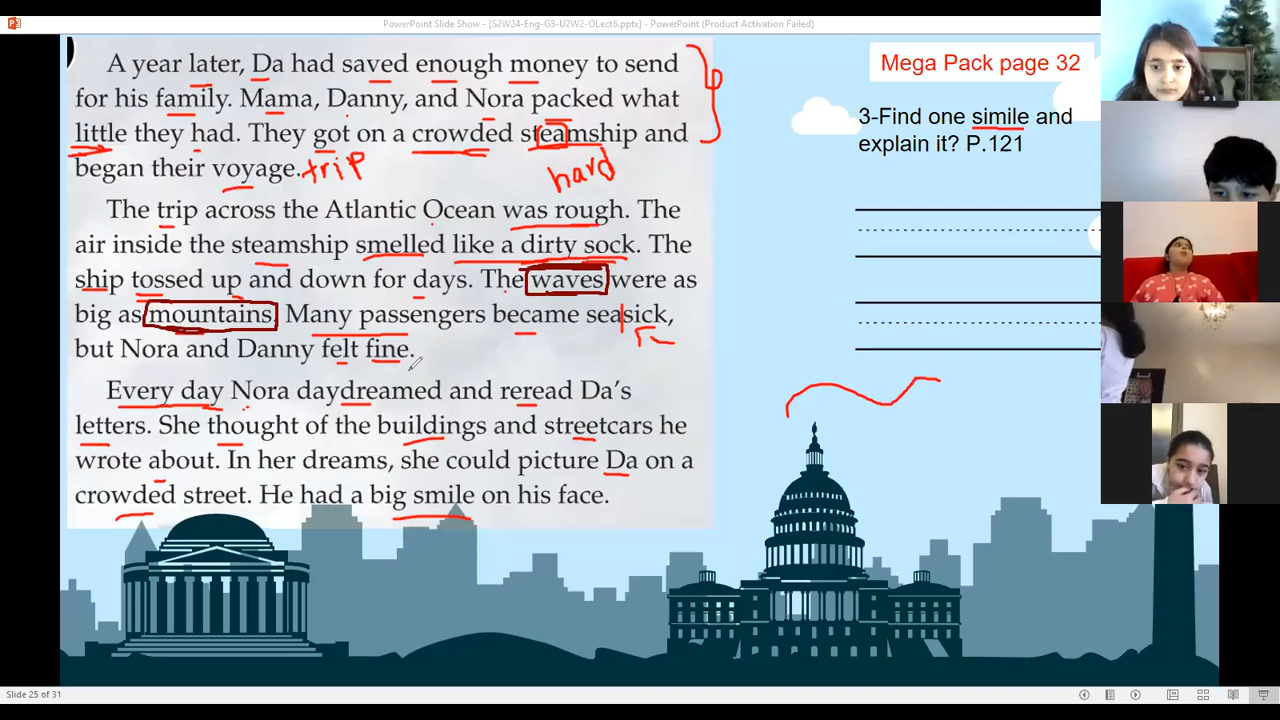 PowerPoint Slide Show - [S2W24-Eng-G3-U2W2-OLect6.pptx] - PowerPoint (Product Activation Failed)
A year later, Da had saved enough money to send
for his family. Mama, Danny, and Nora packed what
little they had. They got on a crowded steamship and
began their voyage. trip
hard
The trip across the Atlantic Ocean was rough. The
air inside the steamship smelled like a dirty sock. The
ship tossed up and down for days. The waves were as
big as mountains. Many passengers became seasick,
but Nora and Danny felt fine.
Every day Nora daydreamed and reread Da's
letters. She thought of the buildings and streetcars he
wrote about. In her dreams, she could picture Da on a
crowded street. He had a big smile on his face.
Mega Pack page 32
3-Find one simile and
explain it? P.121
Slide 25 of 31